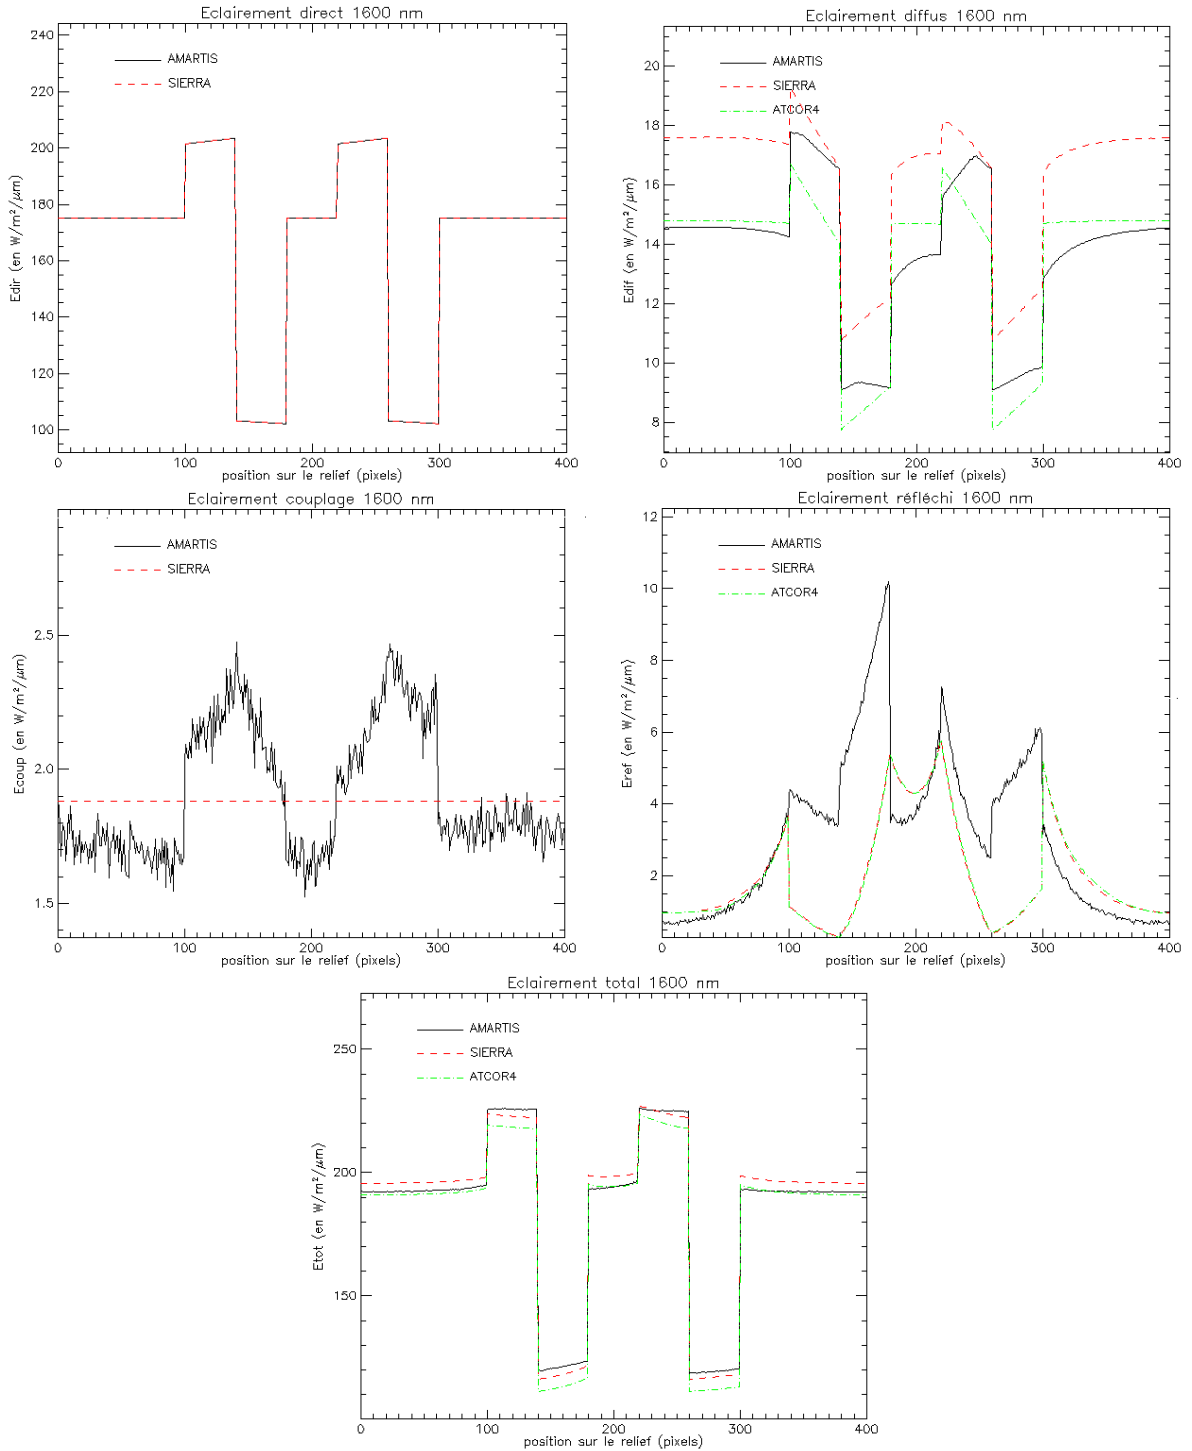 Eclairement direct 1600 nm
240
220
200
180
160
140
120
100
Edir (en W/m²/μm)
AMARTIS
SIERRA
0
100
200
300
400
position sur le relief (pixels)
Eclairement diffus 1600 nm
20
18
16
14
12
10
8
Edif (en W/m²/μm)
AMARTIS
SIERRA
ATCOR4
0
100
200
300
400
position sur le relief (pixels)
Eclairement couplage 1600 nm
2.5
2.0
1.5
Ecoup (en W/m²/μm)
AMARTIS
SIERRA
0
100
200
300
400
position sur le relief (pixels)
Eclairement réfléchi 1600 nm
12
10
8
6
4
2
Eref (en W/m²/μm)
AMARTIS
SIERRA
ATCOR4
0
100
200
300
400
position sur le relief (pixels)
Eclairement total 1600 nm
250
200
150
100
Etot (en W/m²/μm)
AMARTIS
SIERRA
ATCOR4
0
100
200
300
400
position sur le relief (pixels)